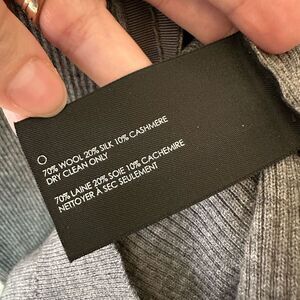 70% WOOL 20% SILK 10% CASHMERE
DRY CLEAN ONLY
70% LAINE 20% SOIE 10% CACHEMIRE
NETTOYER À SEC SEULEMENT